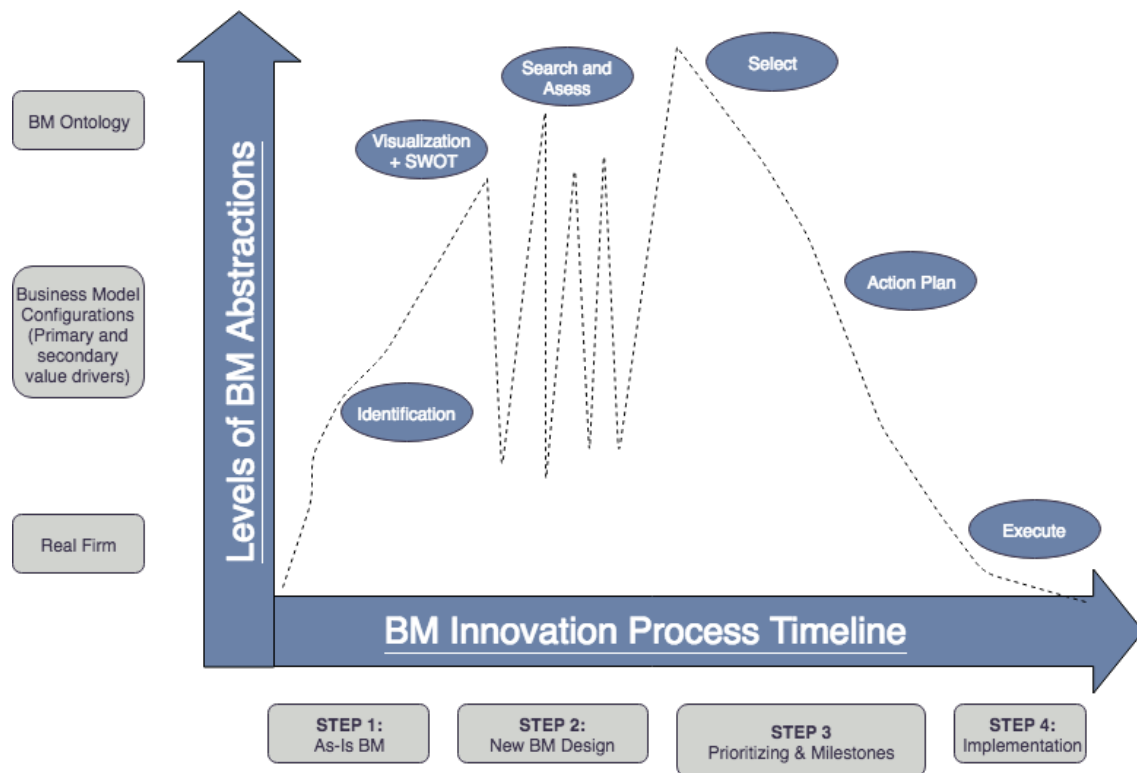 Search and
Asess
Select
BM Ontology
Visualization
+ SWOT
Levels of BM Abstractions
Business Model
Configurations
(Primary and
secondary
value drivers)
Action Plan
Identification
Real Firm
Execute
BM Innovation Process Timeline
STEP 1:
As-Is BM
STEP 2:
New BM Design
STEP 3
Prioritizing & Milestones
STEP 4:
Implementation